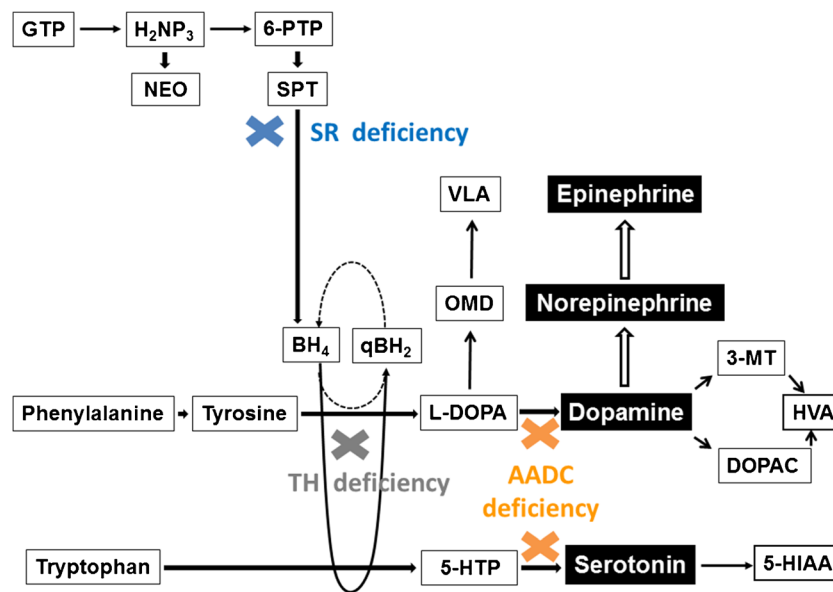 GTP
H₂NP₃
6-PTP
NEO
SPT
SR deficiency
VLA
Epinephrine
OMD
Norepinephrine
BH₄
qBH₂
3-MT
Phenylalanine
Tyrosine
L-DOPA
Dopamine
HVA
DOPAC
TH deficiency
AADC
deficiency
Tryptophan
5-HTP
Serotonin
5-HIAA